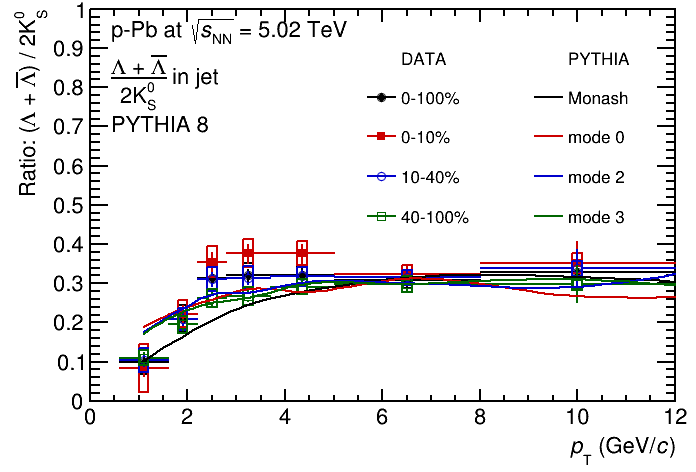 p-Pb at √s_NN = 5.02 TeV
Λ + Λ̅ / 2K⁰_S in jet
PYTHIA 8
DATA PYTHIA
0-100% Monash
0-10% mode 0
10-40% mode 2
40-100% mode 3
Ratio: (Λ + Λ̅) / 2K⁰_S
1
0.9
0.8
0.7
0.6
0.5
0.4
0.3
0.2
0.1
0
0 2 4 6 8 10 12
p_T (GeV/c)